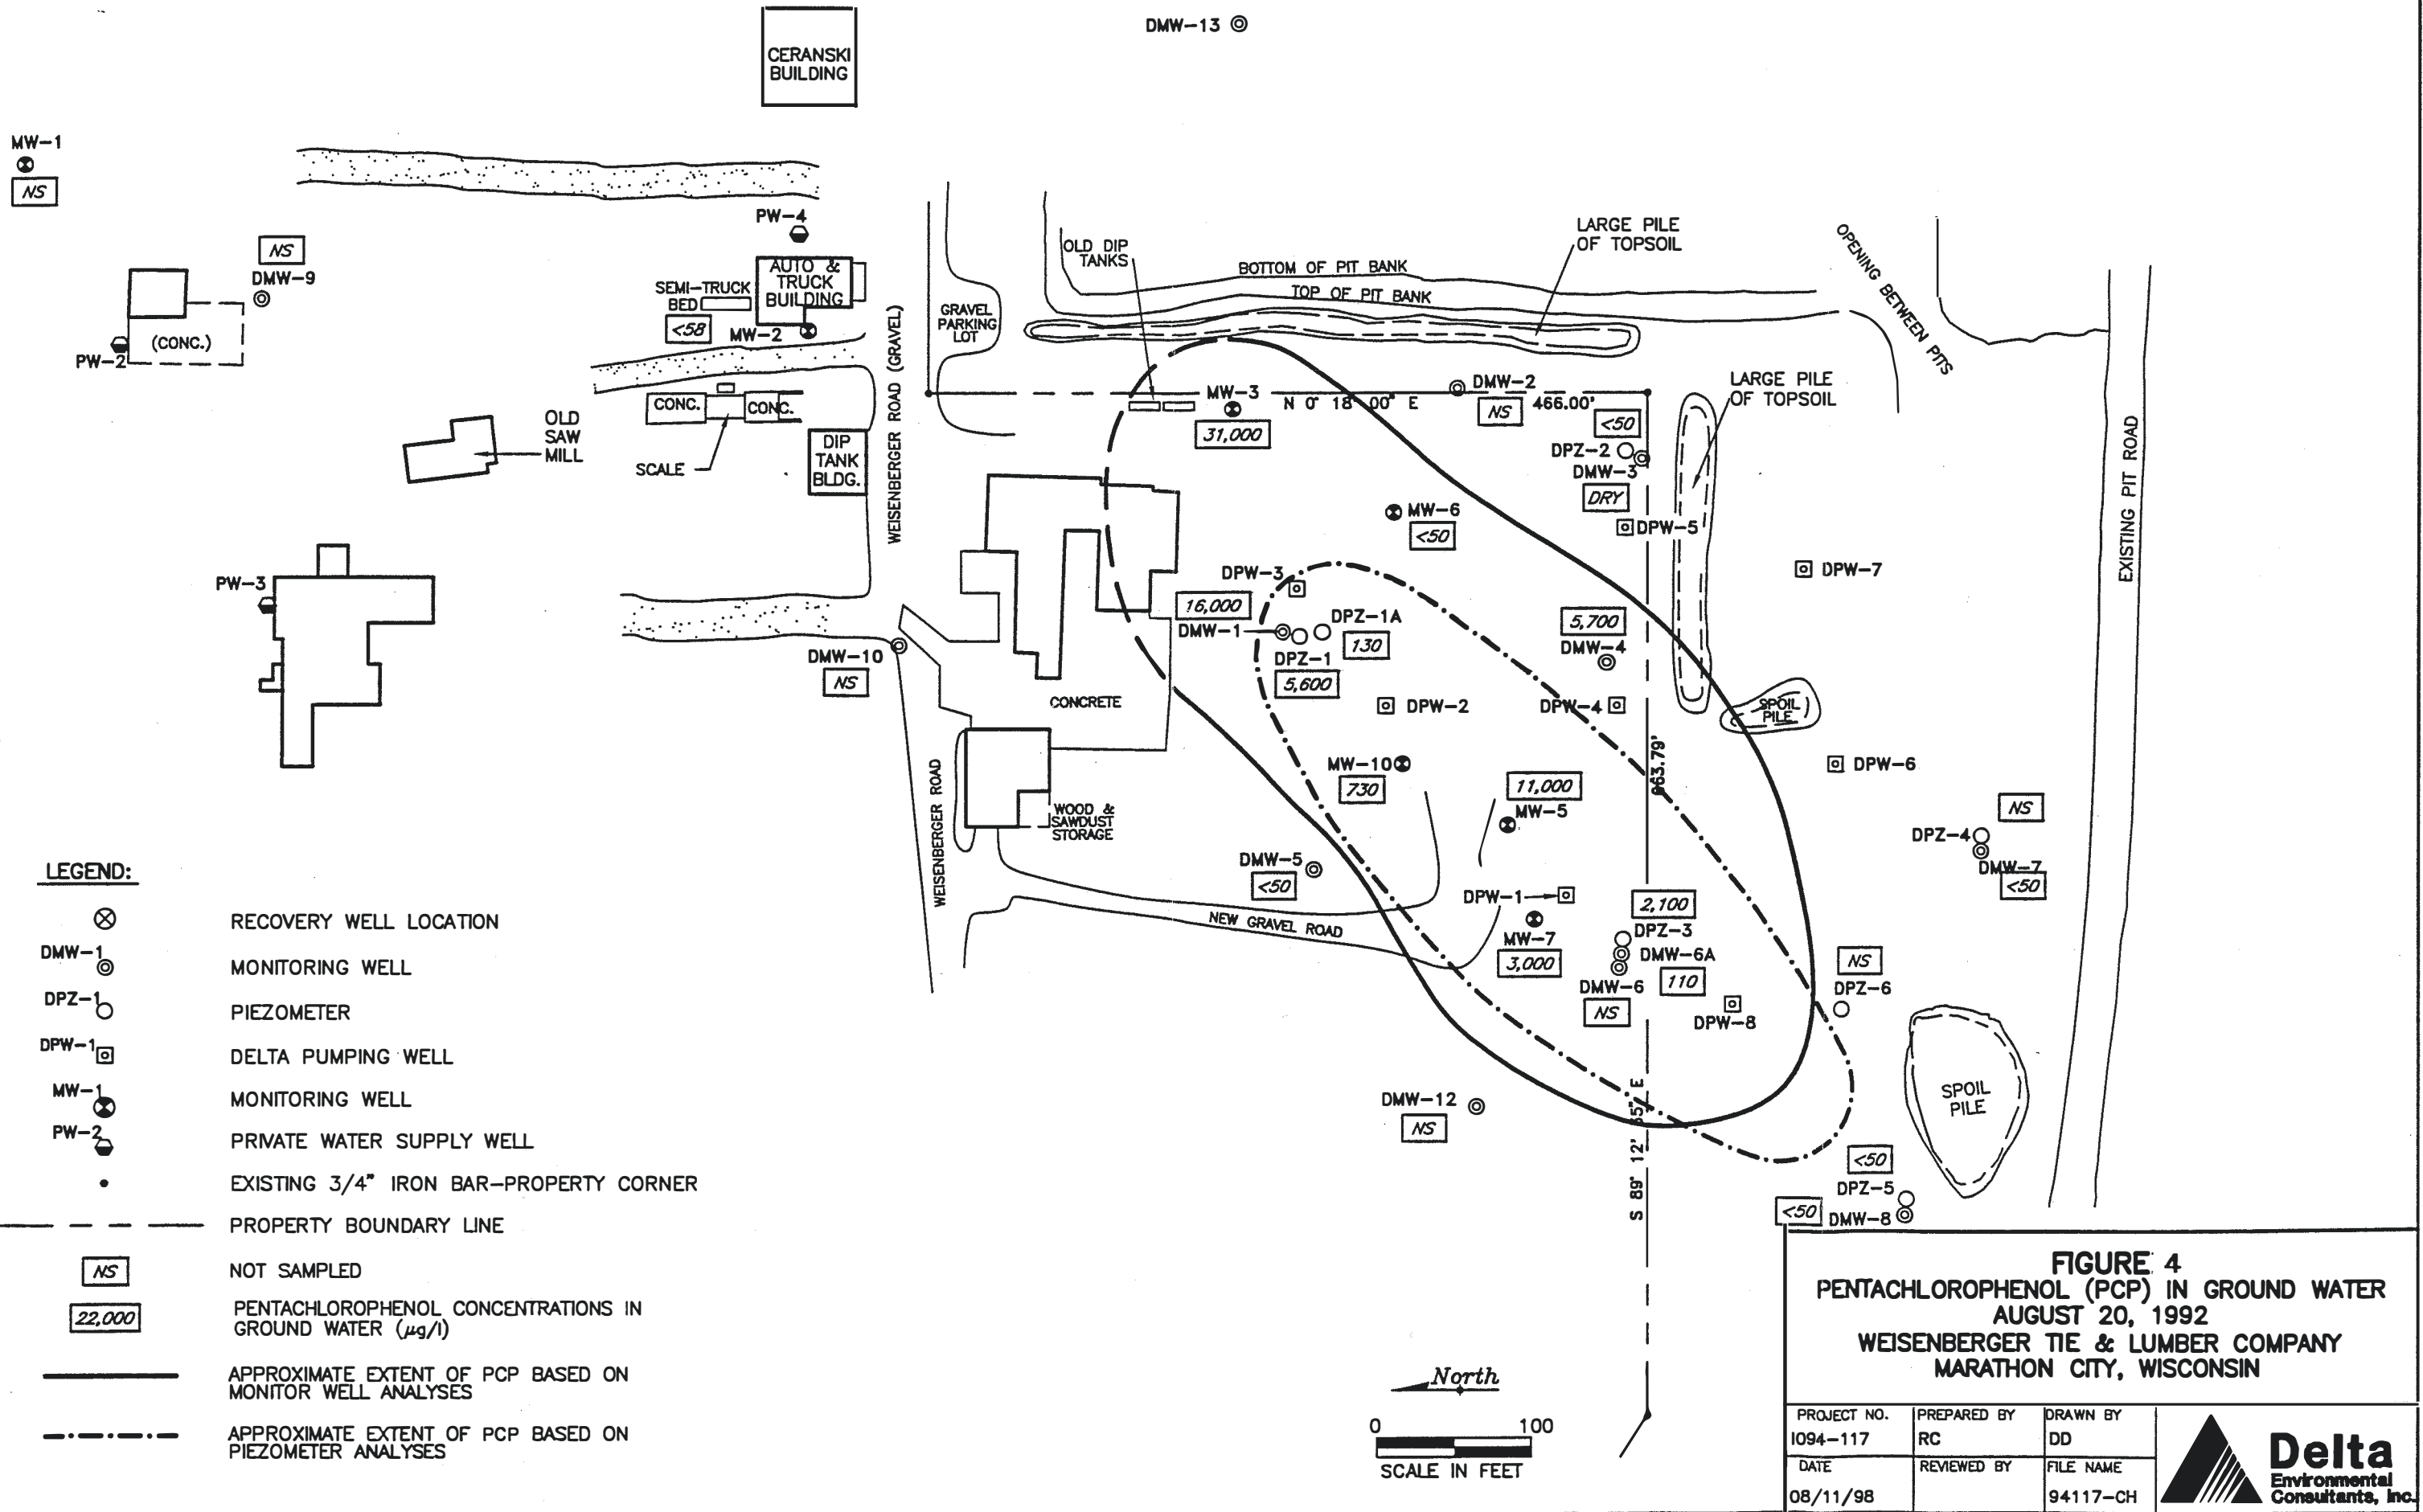 DMW-13
CERANSKI
BUILDING
MW-1
NS
PW-4
NS
DMW-9
(CONC.)
PW-2
SEMI-TRUCK
BED
<58
MW-2
AUTO &
TRUCK
BUILDING
WEISENBERGER ROAD (GRAVEL)
GRAVEL
PARKING
LOT
OLD DIP
TANKS
BOTTOM OF PIT BANK
TOP OF PIT BANK
LARGE PILE
OF TOPSOIL
OPENING BETWEEN PITS
LARGE PILE
OF TOPSOIL
EXISTING PIT ROAD
CONC.
CONC.
SCALE
OLD
SAW
MILL
DIP
TANK
BLDG.
MW-3
31,000
N 0° 18' 00" E
DMW-2
NS
466.00'
<50
DPZ-2
DMW-3
DRY
DPW-5
DPW-7
MW-6
<50
PW-3
DPW-3
16,000
DMW-1
DPZ-1A
130
DPZ-1
5,600
5,700
DMW-4
DMW-10
NS
CONCRETE
DPW-2
DPW-4
SPOIL
PILE
663.79'
DPW-6
MW-10
730
11,000
MW-5
WEISENBERGER ROAD
WOOD &
SAWDUST
STORAGE
NS
DPZ-4
DMW-7
<50
DMW-5
<50
DPW-1
2,100
DPZ-3
NEW GRAVEL ROAD
MW-7
3,000
DMW-6A
110
DMW-6
NS
DPW-8
NS
DPZ-6
SPOIL
PILE
DMW-12
NS
S 89° 12' 55" E
<50
DPZ-5
<50
DMW-8
LEGEND:
RECOVERY WELL LOCATION
DMW-1
MONITORING WELL
DPZ-1
PIEZOMETER
DPW-1
DELTA PUMPING WELL
MW-1
MONITORING WELL
PW-2
PRIVATE WATER SUPPLY WELL
EXISTING 3/4" IRON BAR-PROPERTY CORNER
PROPERTY BOUNDARY LINE
NS
NOT SAMPLED
22,000
PENTACHLOROPHENOL CONCENTRATIONS IN
GROUND WATER (µg/l)
APPROXIMATE EXTENT OF PCP BASED ON
MONITOR WELL ANALYSES
APPROXIMATE EXTENT OF PCP BASED ON
PIEZOMETER ANALYSES
North
0 100
SCALE IN FEET
FIGURE 4
PENTACHLOROPHENOL (PCP) IN GROUND WATER
AUGUST 20, 1992
WEISENBERGER TIE & LUMBER COMPANY
MARATHON CITY, WISCONSIN
PROJECT NO.
1094-117
PREPARED BY
RC
DRAWN BY
DD
DATE
08/11/98
REVIEWED BY
FILE NAME
94117-CH
Delta
Environmental
Consultants, Inc.